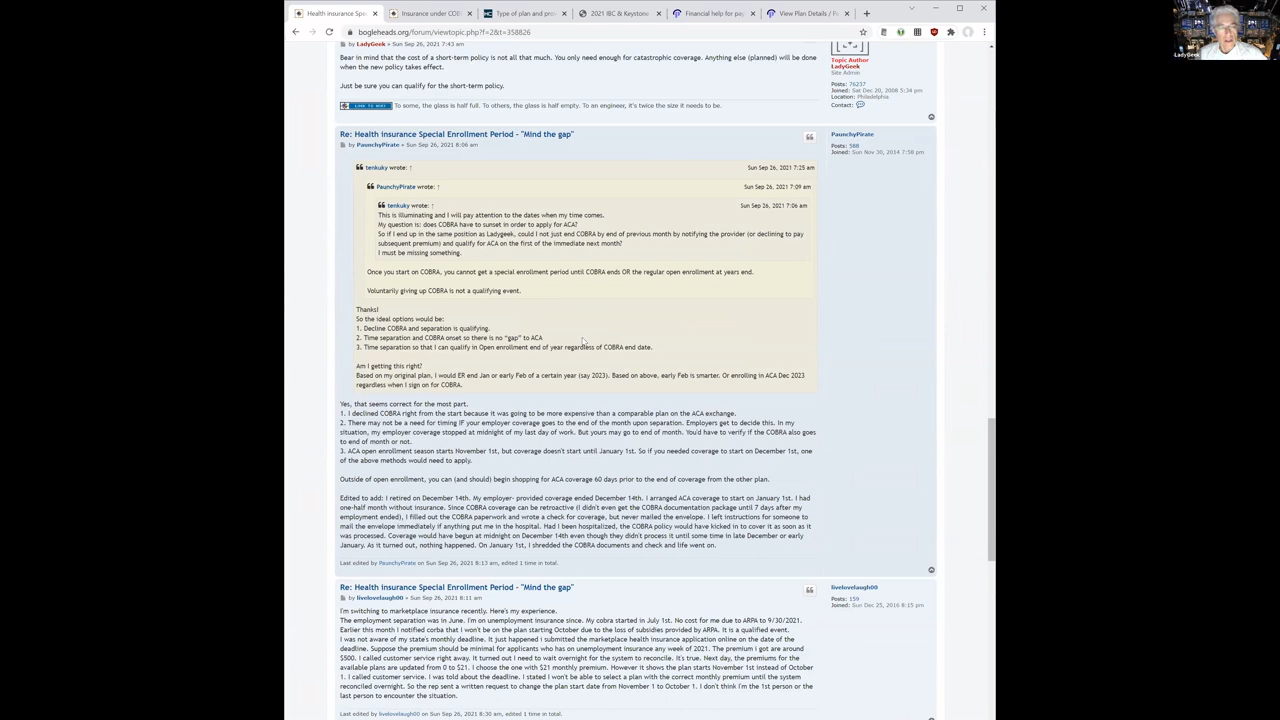 Health insurance Spe
Insurance under COB
Type of plan and prov
2021 IBC & Keystone
Financial help for pay
View Plan Details / P
bogleheads.org/forum/viewtopic.php?f=2&t=358826
by LadyGeek » Sun Sep 26, 2021 7:43 am
Bear in mind that the cost of a short-term policy is not all that much. You only need enough for catastrophic coverage. Anything else (planned) will be done
when the new policy takes effect.
Just be sure you can qualify for the short-term policy.
To some, the glass is half full. To others, the glass is half empty. To an engineer, it's twice the size it needs to be.
Topic Author
LadyGeek
Site Admin
Posts: 76237
Joined: Sat Dec 20, 2008 5:34 pm
Location: Philadelphia
Contact:
LadyGeek
Re: Health insurance Special Enrollment Period - "Mind the gap"
by PaunchyPirate » Sun Sep 26, 2021 8:06 am
PaunchyPirate
Posts: 588
Joined: Sun Nov 30, 2014 7:58 pm
tenkuky wrote: ↑ Sun Sep 26, 2021 7:25 am
PaunchyPirate wrote: ↑ Sun Sep 26, 2021 7:09 am
tenkuky wrote: ↑ Sun Sep 26, 2021 7:06 am
This is illuminating and I will pay attention to the dates when my time comes.
My question is: does COBRA have to sunset in order to apply for ACA?
So if I end up in the same position as Ladygeek, could I not just end COBRA by end of previous month by notifying the provider (or declining to pay
subsequent premium) and qualify for ACA on the first of the immediate next month?
I must be missing something.
Once you start on COBRA, you cannot get a special enrollment period until COBRA ends OR the regular open enrollment at years end.
Voluntarily giving up COBRA is not a qualifying event.
Thanks!
So the ideal options would be:
1. Decline COBRA and separation is qualifying.
2. Time separation and COBRA onset so there is no "gap" to ACA
3. Time separation so that I can qualify in Open enrollment end of year regardless of COBRA end date.
Am I getting this right?
Based on my original plan, I would ER end Jan or early Feb of a certain year (say 2023). Based on above, early Feb is smarter. Or enrolling in ACA Dec 2023
regardless when I sign on for COBRA.
Yes, that seems correct for the most part.
1. I declined COBRA right from the start because it was going to be more expensive than a comparable plan on the ACA exchange.
2. There may not be a need for timing IF your employer coverage goes to the end of the month upon separation. Employers get to decide this. In my
situation, my employer coverage stopped at midnight of my last day of work. But yours may go to end of month. You'd have to verify if the COBRA also goes
to end of month or not.
3. ACA open enrollment season starts November 1st, but coverage doesn't start until January 1st. So if you needed coverage to start on December 1st, one
of the above methods would need to apply.
Outside of open enrollment, you can (and should) begin shopping for ACA coverage 60 days prior to the end of coverage from the other plan.
Edited to add: I retired on December 14th. My employer- provided coverage ended December 14th. I arranged ACA coverage to start on January 1st. I had
one-half month without insurance. Since COBRA coverage can be retroactive (I didn't even get the COBRA documentation package until 7 days after my
employment ended), I filled out the COBRA paperwork and wrote a check for coverage, but never mailed the envelope. I left instructions for someone to
mail the envelope immediately if anything put me in the hospital. Had I been hospitalized, the COBRA policy would have kicked in to cover it as soon as it
was processed. Coverage would have begun at midnight on December 14th even though they didn't process it until some time in late December or early
January. As it turned out, nothing happened. On January 1st, I shredded the COBRA documents and check and life went on.
Last edited by PaunchyPirate on Sun Sep 26, 2021 8:13 am, edited 1 time in total.
Re: Health insurance Special Enrollment Period - "Mind the gap"
by livelovelaugh00 » Sun Sep 26, 2021 8:11 am
livelovelaugh00
Posts: 159
Joined: Sun Dec 25, 2016 8:15 pm
I'm switching to marketplace insurance recently. Here's my experience.
The employment separation was in June. I'm on unemployment insurance since. My cobra started in July 1st. No cost for me due to ARPA to 9/30/2021.
Earlier this month I notified corba that I won't be on the plan starting October due to the loss of subsidies provided by ARPA. It is a qualified event.
I was not aware of my state's monthly deadline. It just happened i submitted the marketplace health insurance application online on the date of the
deadline. Suppose the premium should be minimal for applicants who has on unemployment insurance any week of 2021. The premium i got are around
$500. I called customer service right away. It turned out I need to wait overnight for the system to reconcile. It's true. Next day, the premiums for the
available plans are updated from 0 to $21. I choose the one with $21 monthly premium. However it shows the plan starts November 1st instead of October
1. I called customer service. I was told about the deadline. I stated I won't be able to select a plan with the correct monthly premium until the system
reconciled overnight. So the rep sent a written request to change the plan start date from November 1 to October 1. I don't think I'm the 1st person or the
last person to encounter the situation.
Last edited by livelovelaugh00 on Sun Sep 26, 2021 8:30 am, edited 1 time in total.